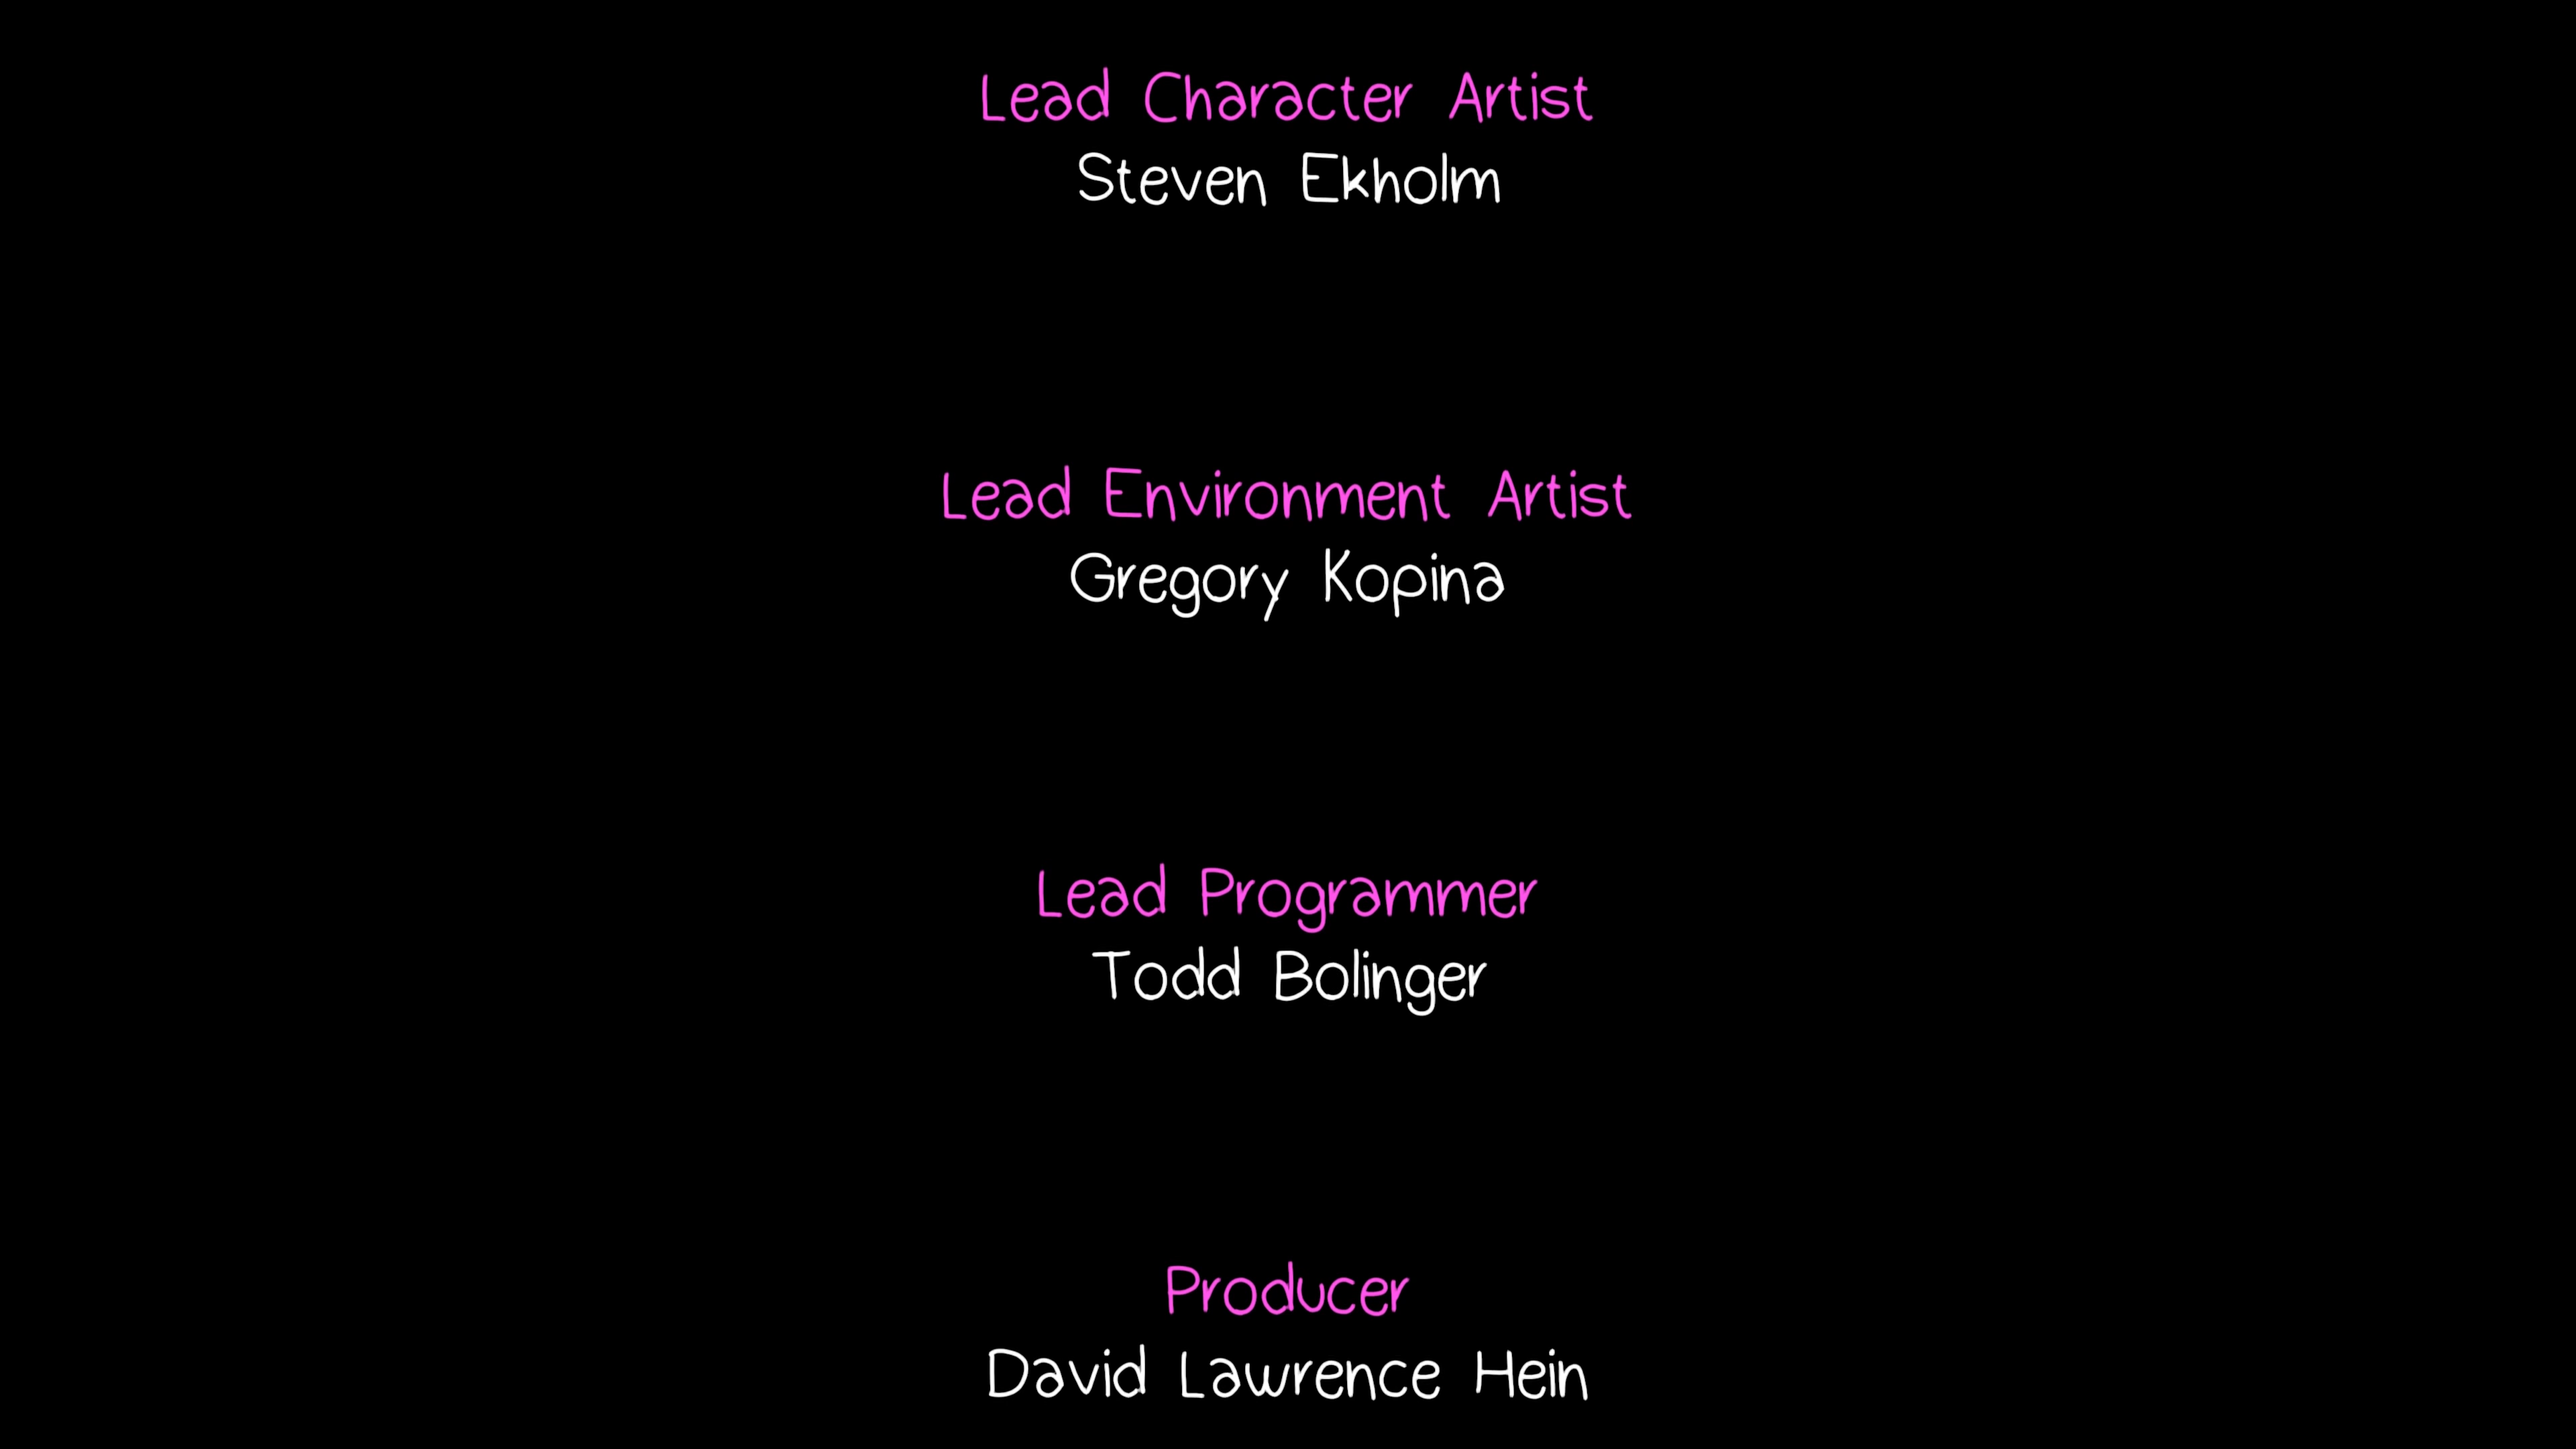 Lead Character Artist
Steven Ekholm
Lead Environment Artist
Gregory Kopina
Lead Programmer
Todd Bolinger
Producer
David Lawrence Hein